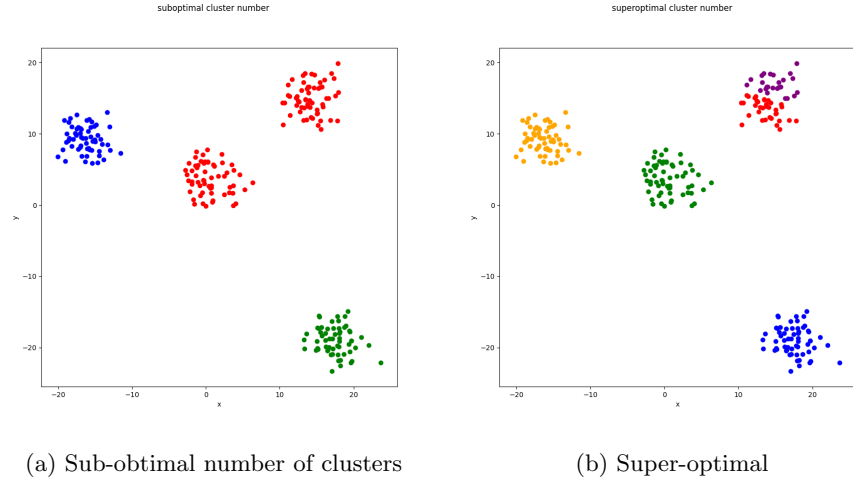 suboptimal cluster number
superoptimal cluster number
20
10
0
−10
−20
y
−20
−10
0
10
20
x
20
10
0
−10
−20
y
−20
−10
0
10
20
x
(a) Sub-obtimal number of clusters
(b) Super-optimal